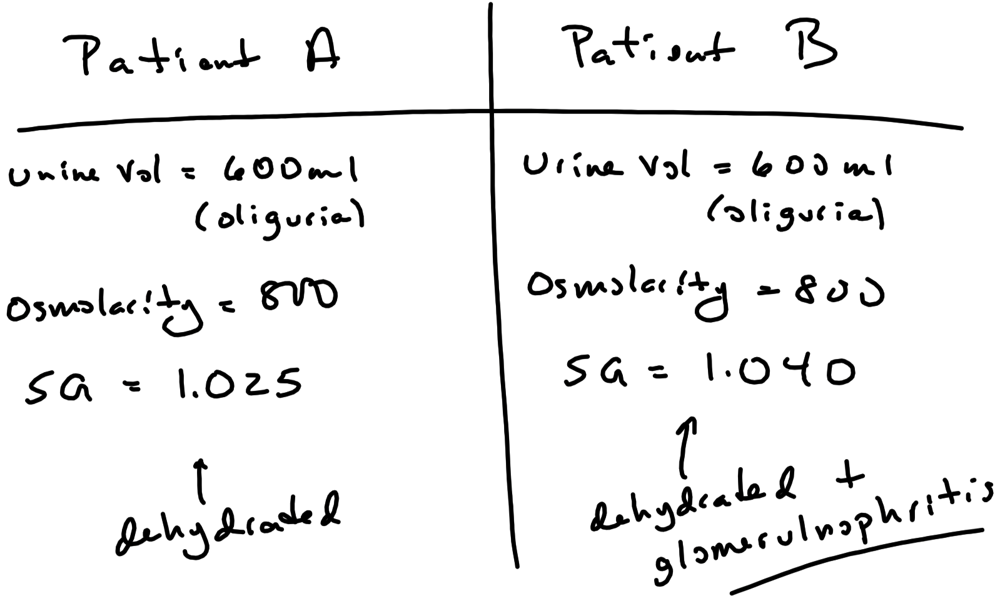 Patient A
urine Vol = 600ml
(oliguria)
Osmolarity = 800
SG = 1.025
↑
dehydrated
Patient B
Urine Vol = 600 ml
(oliguria)
Osmolarity = 800
SG = 1.040
↑
dehydrated +
glomerulnophritis